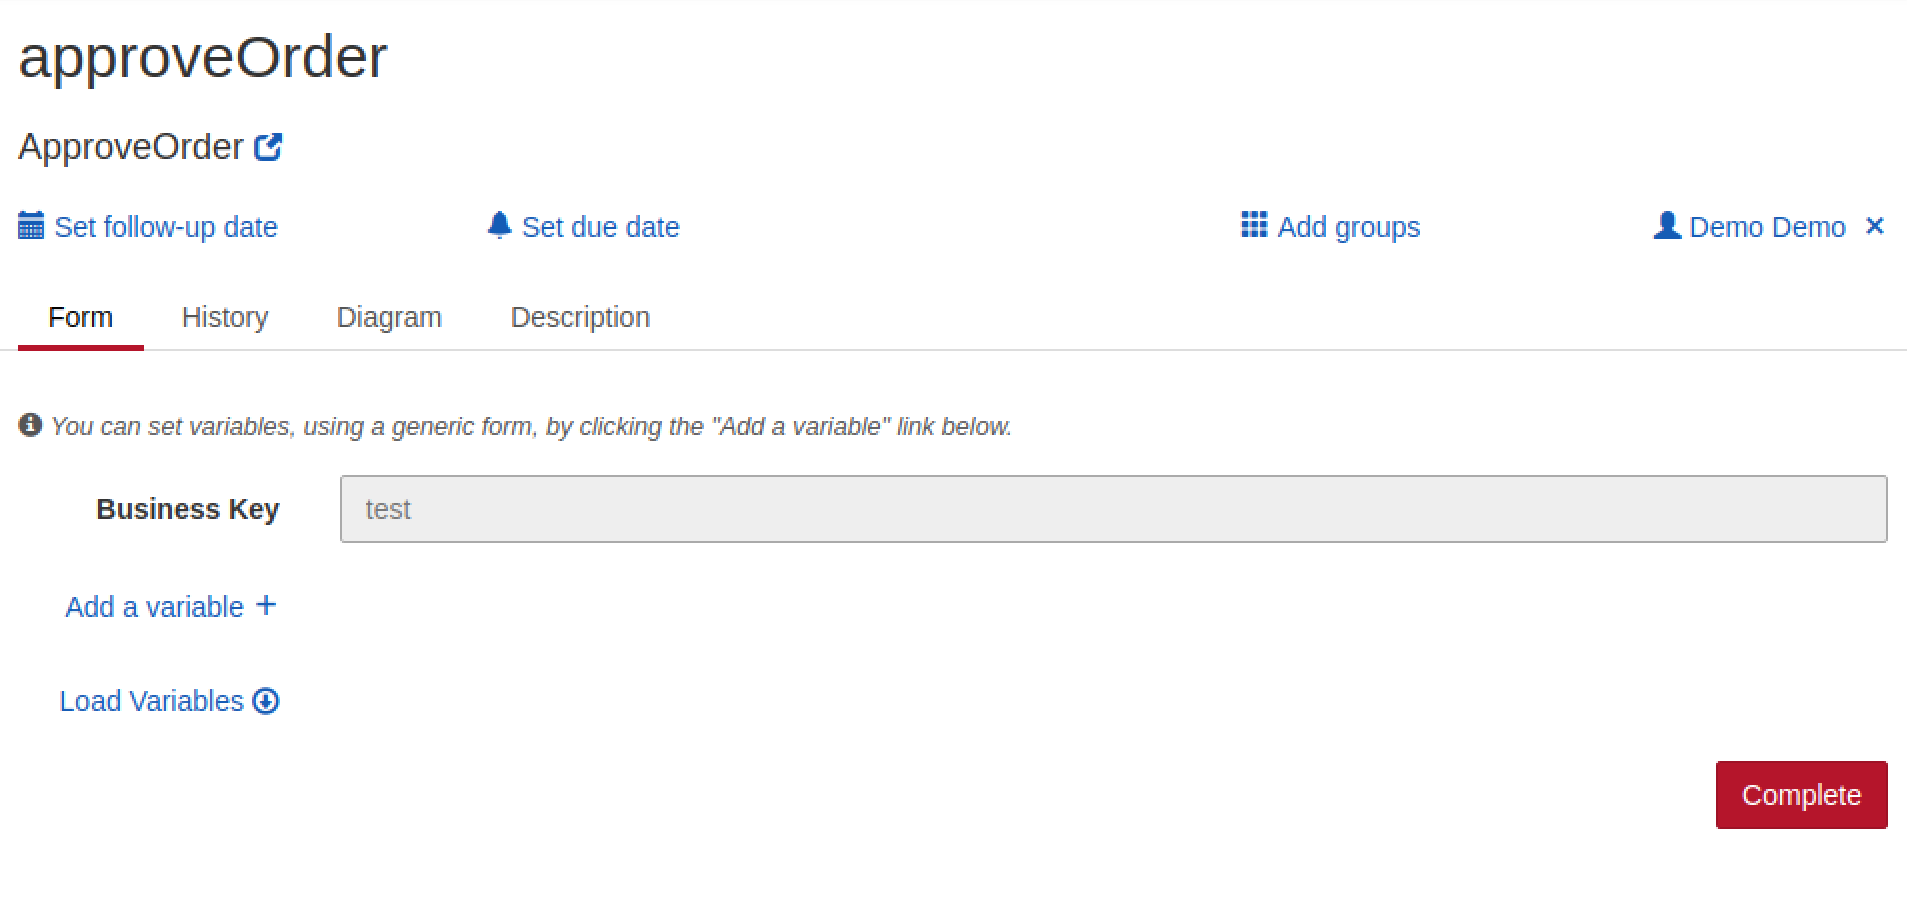 approveOrder
ApproveOrder
Set follow-up date Set due date Add groups Demo Demo ×
Form History Diagram Description
You can set variables, using a generic form, by clicking the "Add a variable" link below.
Business Key test
Add a variable +
Load Variables
Complete